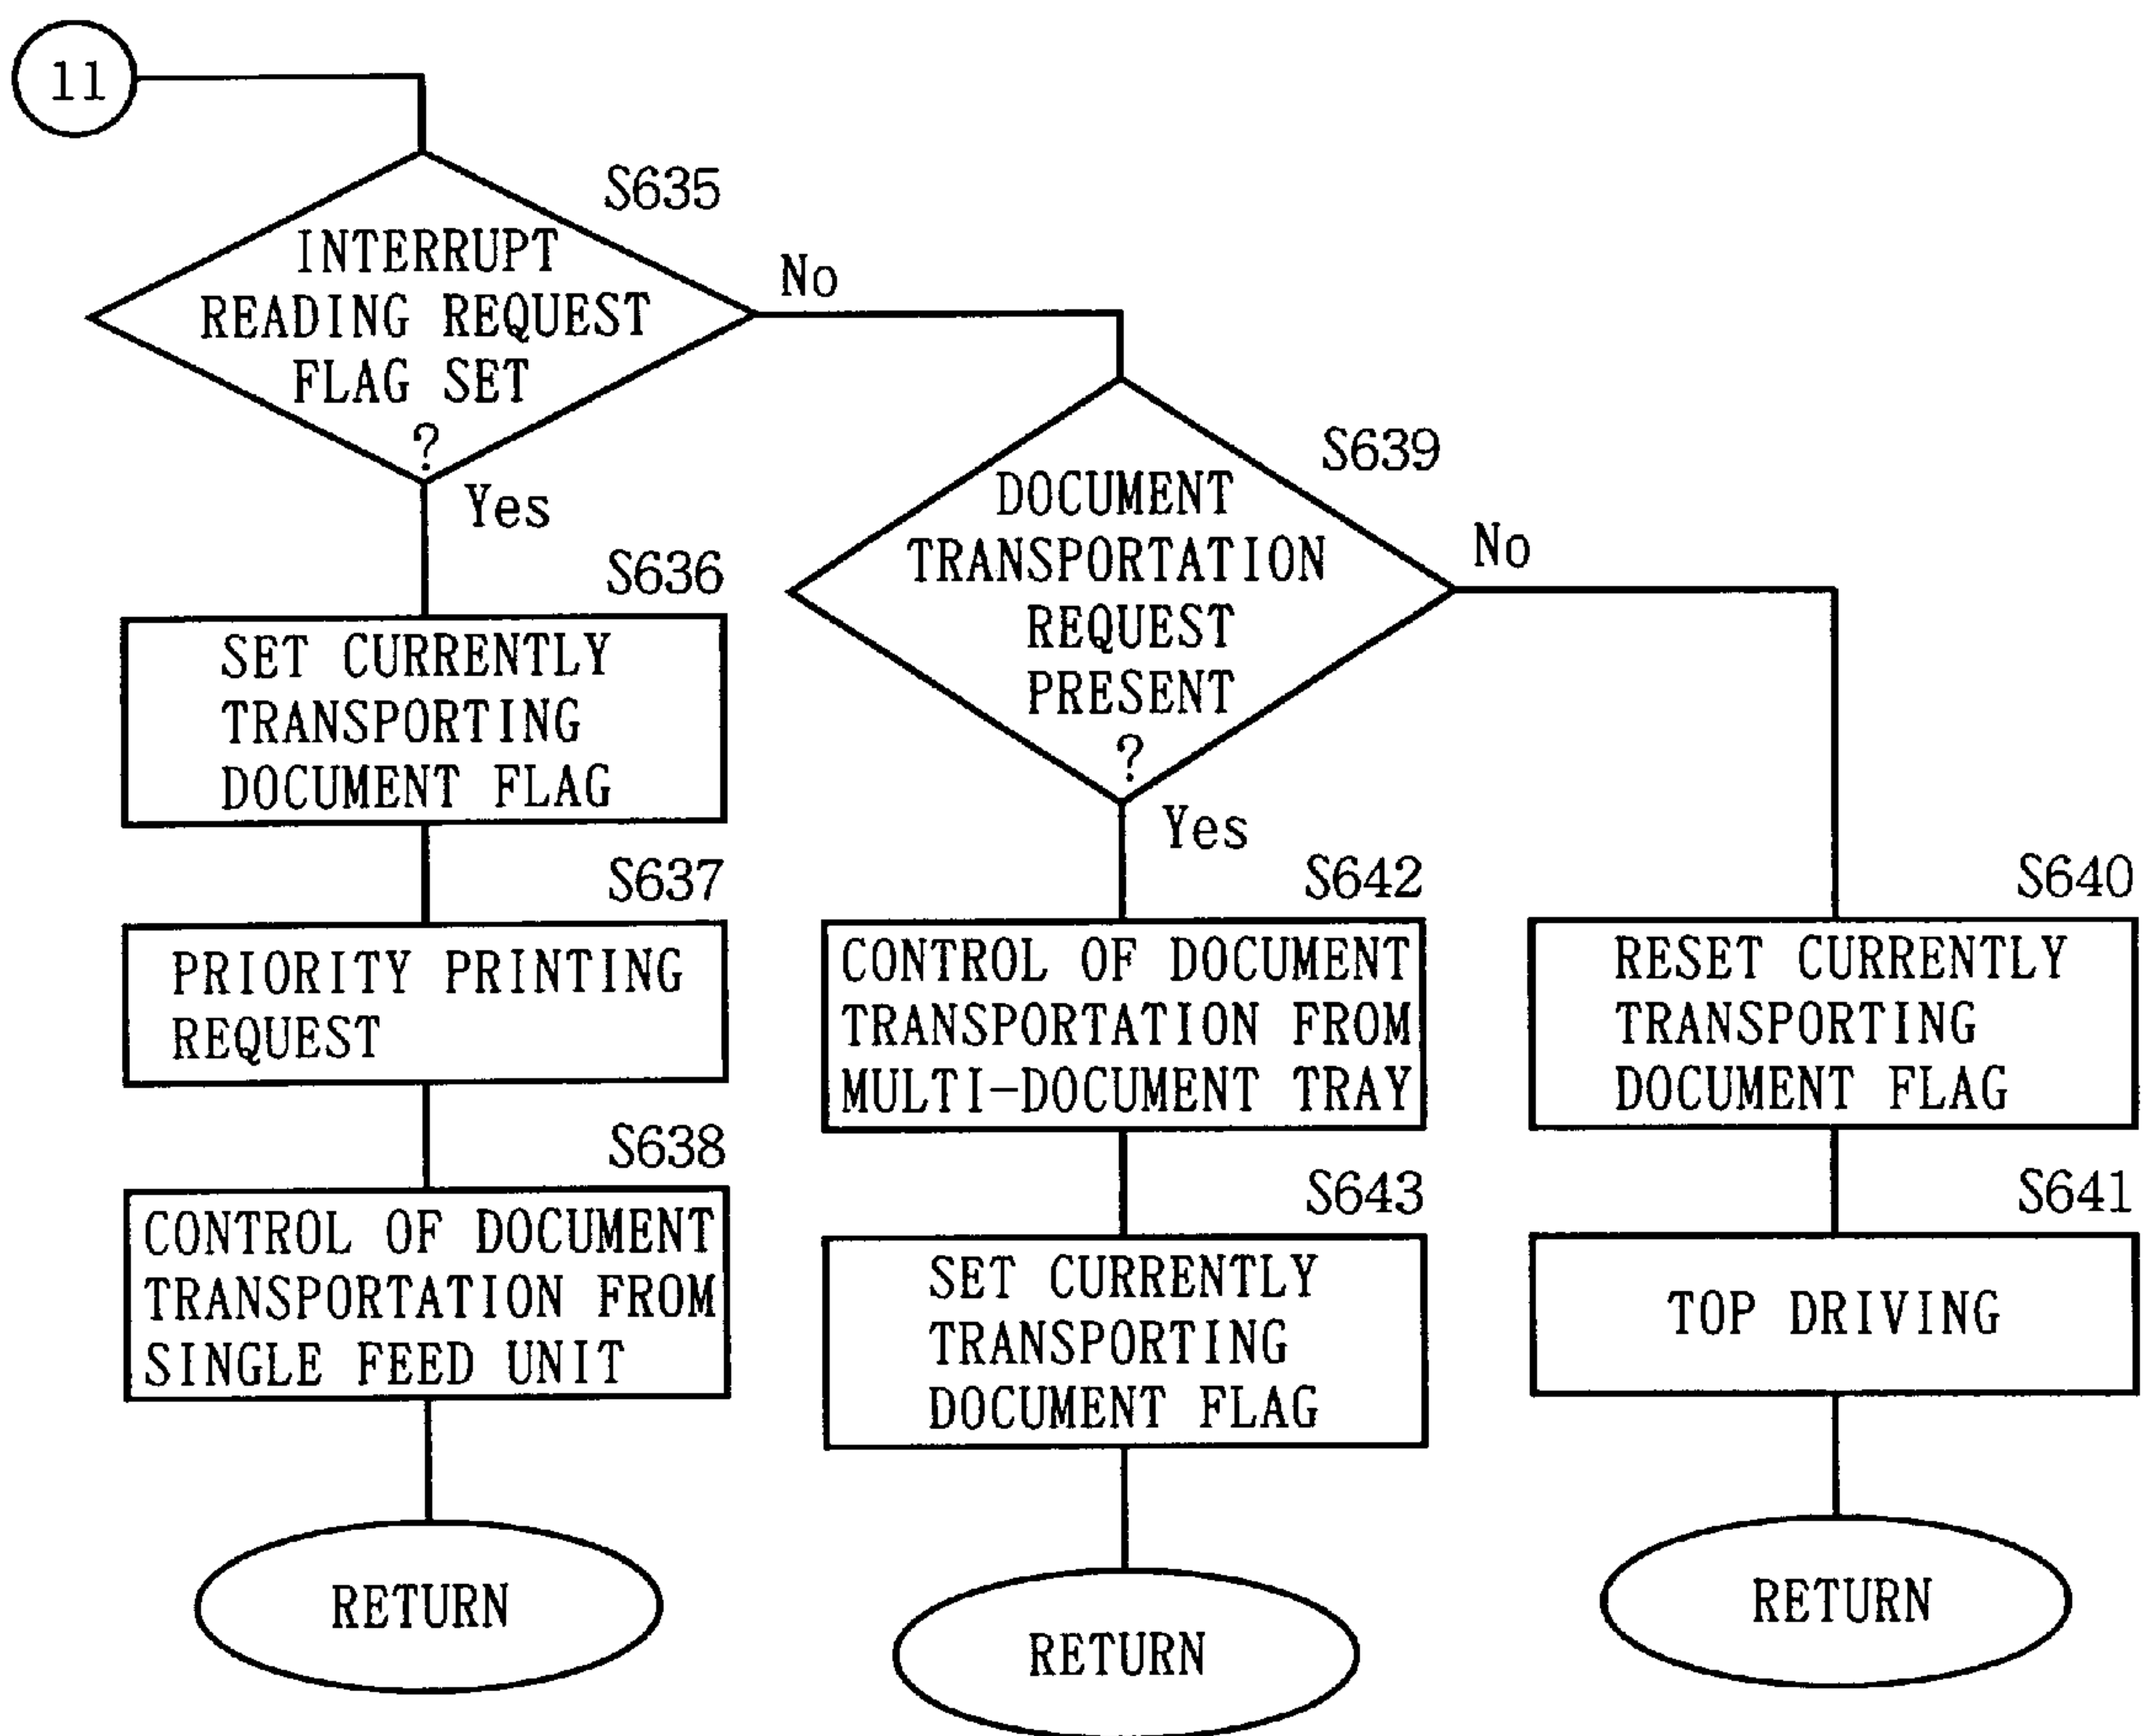 11
S635
INTERRUPT
READING REQUEST
FLAG SET
?
No
Yes
S636
SET CURRENTLY
TRANSPORTING
DOCUMENT FLAG
S637
PRIORITY PRINTING
REQUEST
S638
CONTROL OF DOCUMENT
TRANSPORTATION FROM
SINGLE FEED UNIT
RETURN
S639
DOCUMENT
TRANSPORTATION
REQUEST
PRESENT
?
No
Yes
S642
CONTROL OF DOCUMENT
TRANSPORTATION FROM
MULTI-DOCUMENT TRAY
S643
SET CURRENTLY
TRANSPORTING
DOCUMENT FLAG
RETURN
S640
RESET CURRENTLY
TRANSPORTING
DOCUMENT FLAG
S641
TOP DRIVING
RETURN